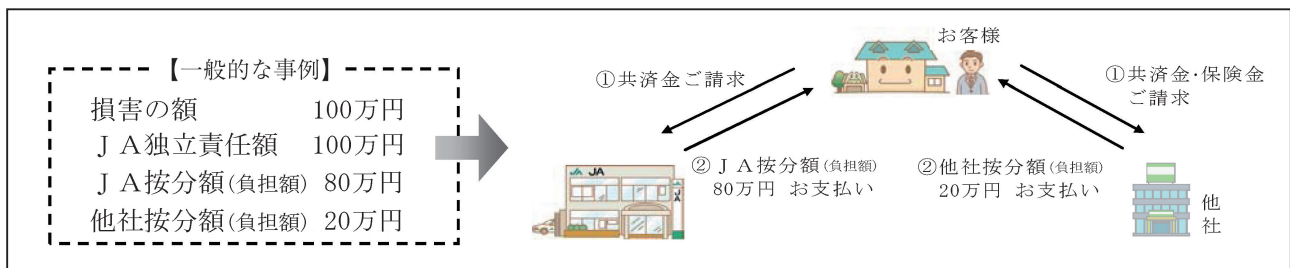 【一般的な事例】
損害の額 100万円
ＪＡ独立責任額 100万円
ＪＡ按分額(負担額) 80万円
他社按分額(負担額) 20万円
お客様
①共済金ご請求
①共済金・保険金
ご請求
②ＪＡ按分額(負担額)
80万円 お支払い
②他社按分額(負担額)
20万円 お支払い
JA JA
JA
他社